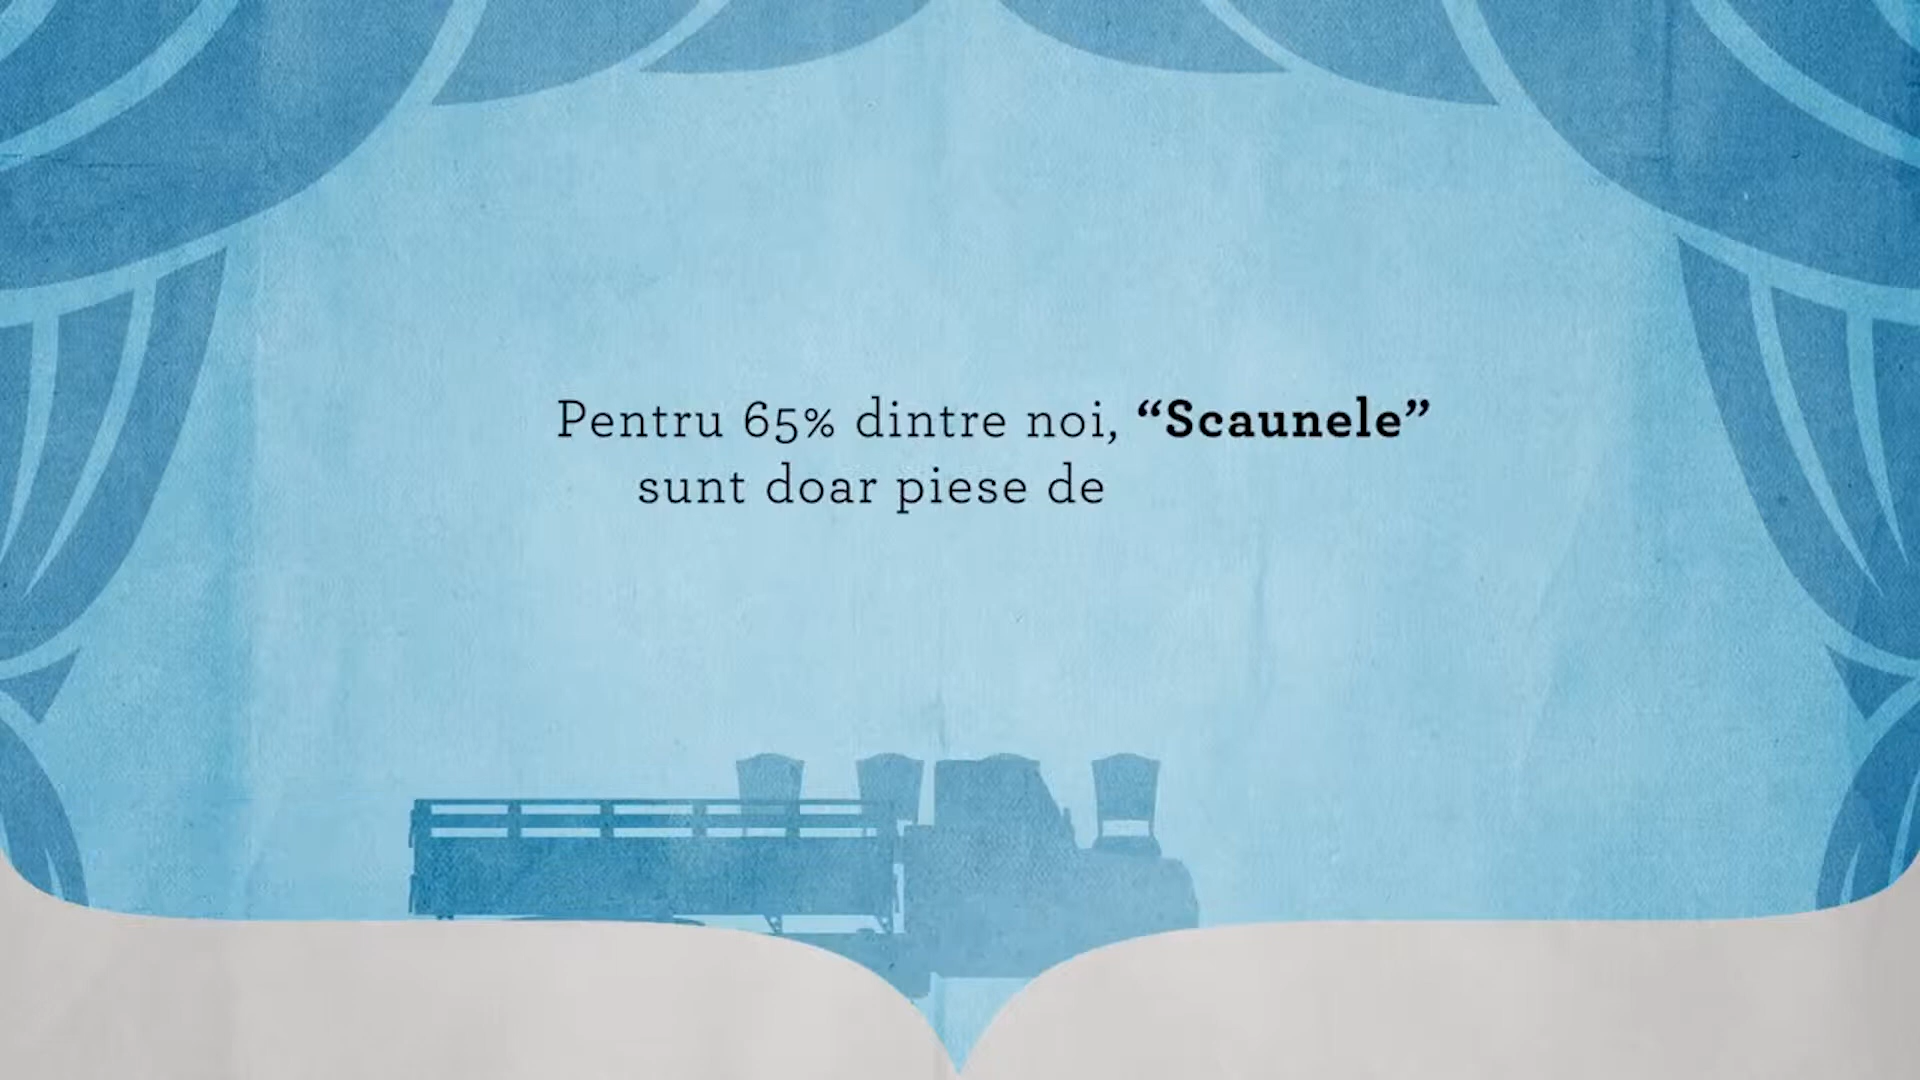 Pentru 65% dintre noi, “Scaunele”
sunt doar piese de